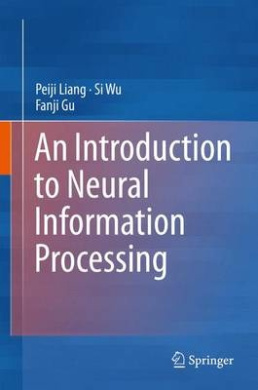 Peiji Liang · Si Wu
Fanji Gu
An Introduction
to Neural
Information
Processing
Springer